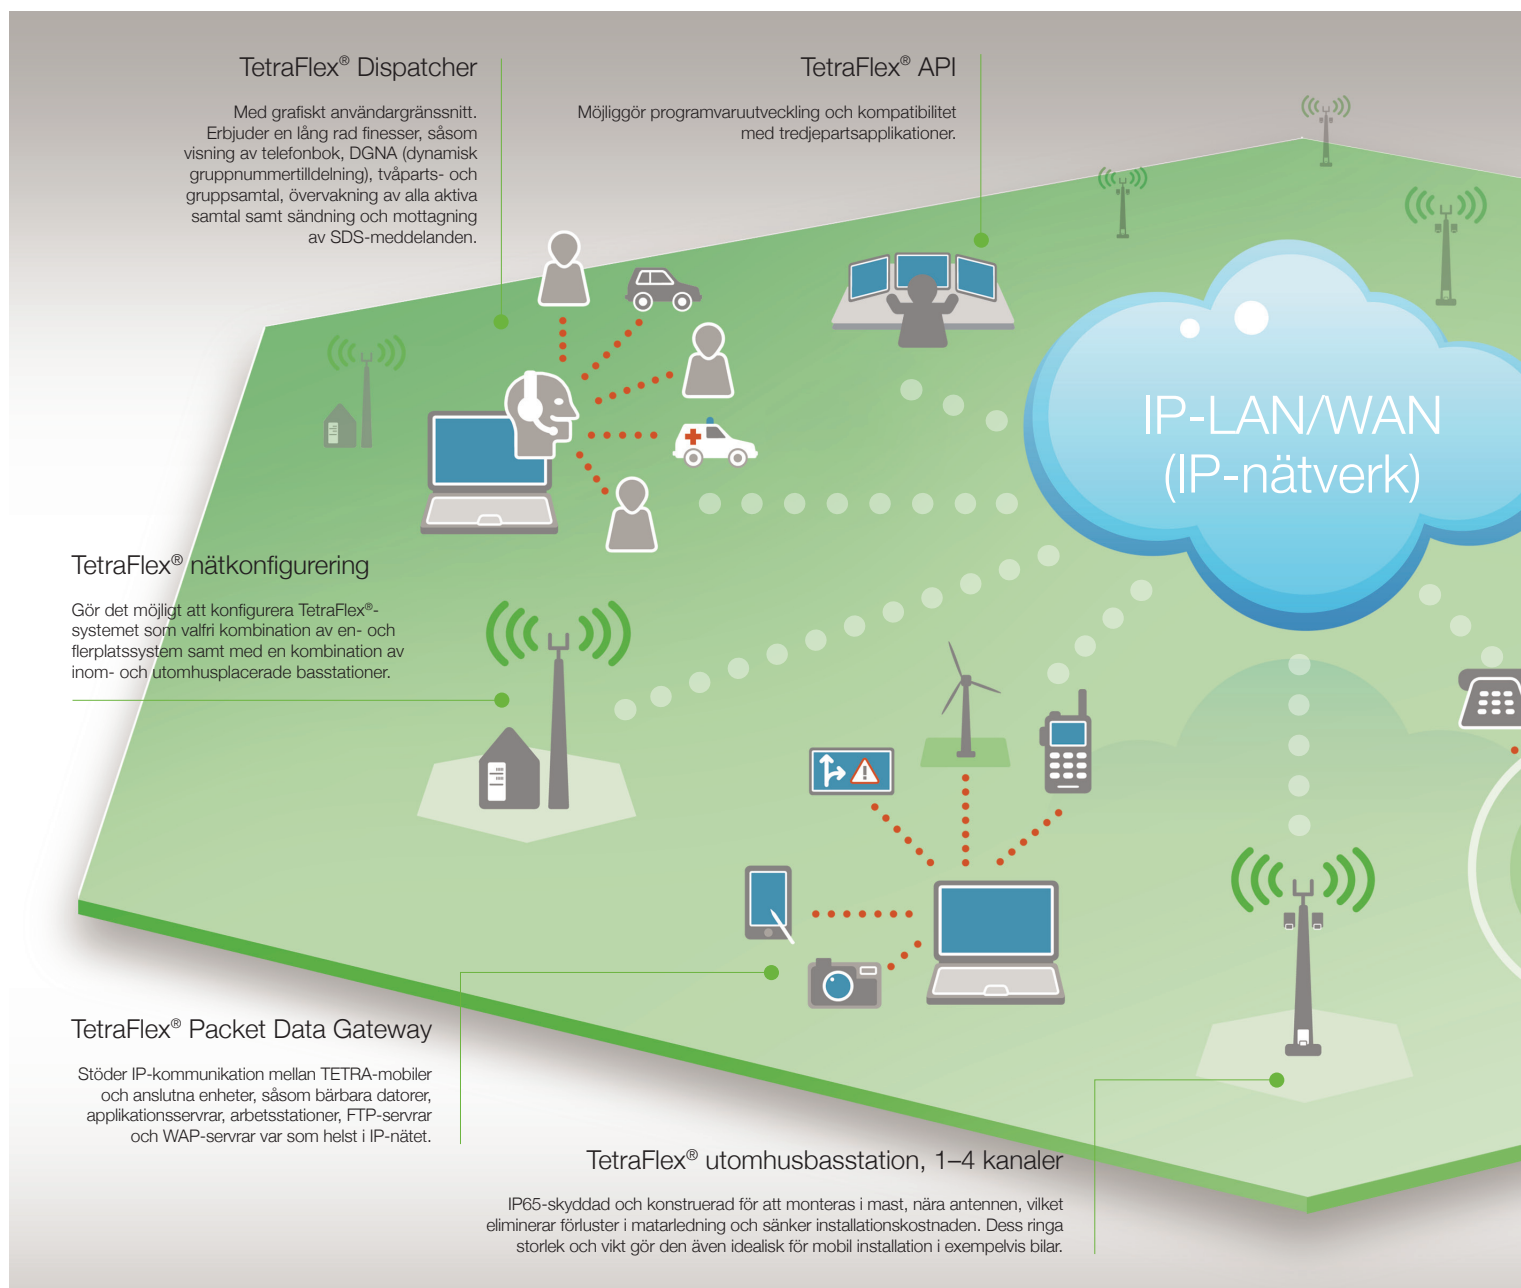 TetraFlex® Dispatcher
Med grafiskt användargränssnitt.
Erbjuder en lång rad finesser, såsom
visning av telefonbok, DGNA (dynamisk
gruppnummertilldelning), tvåparts- och
gruppsamtal, övervakning av alla aktiva
samtal samt sändning och mottagning
av SDS-meddelanden.
TetraFlex® API
Möjliggör programvaruutveckling och kompatibilitet
med tredjepartsapplikationer.
IP-LAN/WAN
(IP-nätverk)
TetraFlex® nätkonfigurering
Gör det möjligt att konfigurera TetraFlex®-
systemet som valfri kombination av en- och
flerplatssystem samt med en kombination av
inom- och utomhusplacerade basstationer.
TetraFlex® Packet Data Gateway
Stöder IP-kommunikation mellan TETRA-mobiler
och anslutna enheter, såsom bärbara datorer,
applikationsservrar, arbetsstationer, FTP-servrar
och WAP-servrar var som helst i IP-nätet.
TetraFlex® utomhusbasstation, 1–4 kanaler
IP65-skyddad och konstruerad för att monteras i mast, nära antennen, vilket
eliminerar förluster i matarledning och sänker installationskostnaden. Dess ringa
storlek och vikt gör den även idealisk för mobil installation i exempelvis bilar.